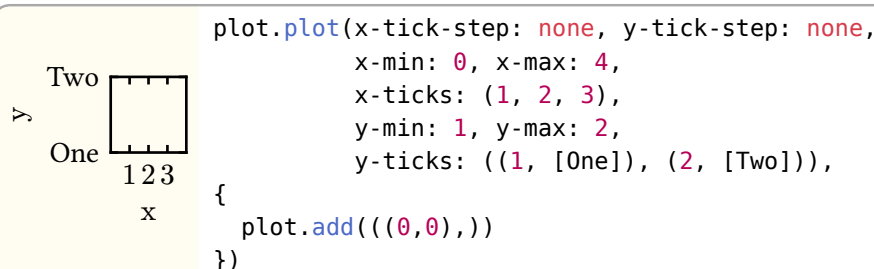 Two
y
One
1 2 3
x
plot.plot(x-tick-step: none, y-tick-step: none,
          x-min: 0, x-max: 4,
          x-ticks: (1, 2, 3),
          y-min: 1, y-max: 2,
          y-ticks: ((1, [One]), (2, [Two])),
{
  plot.add(((0,0),))
})